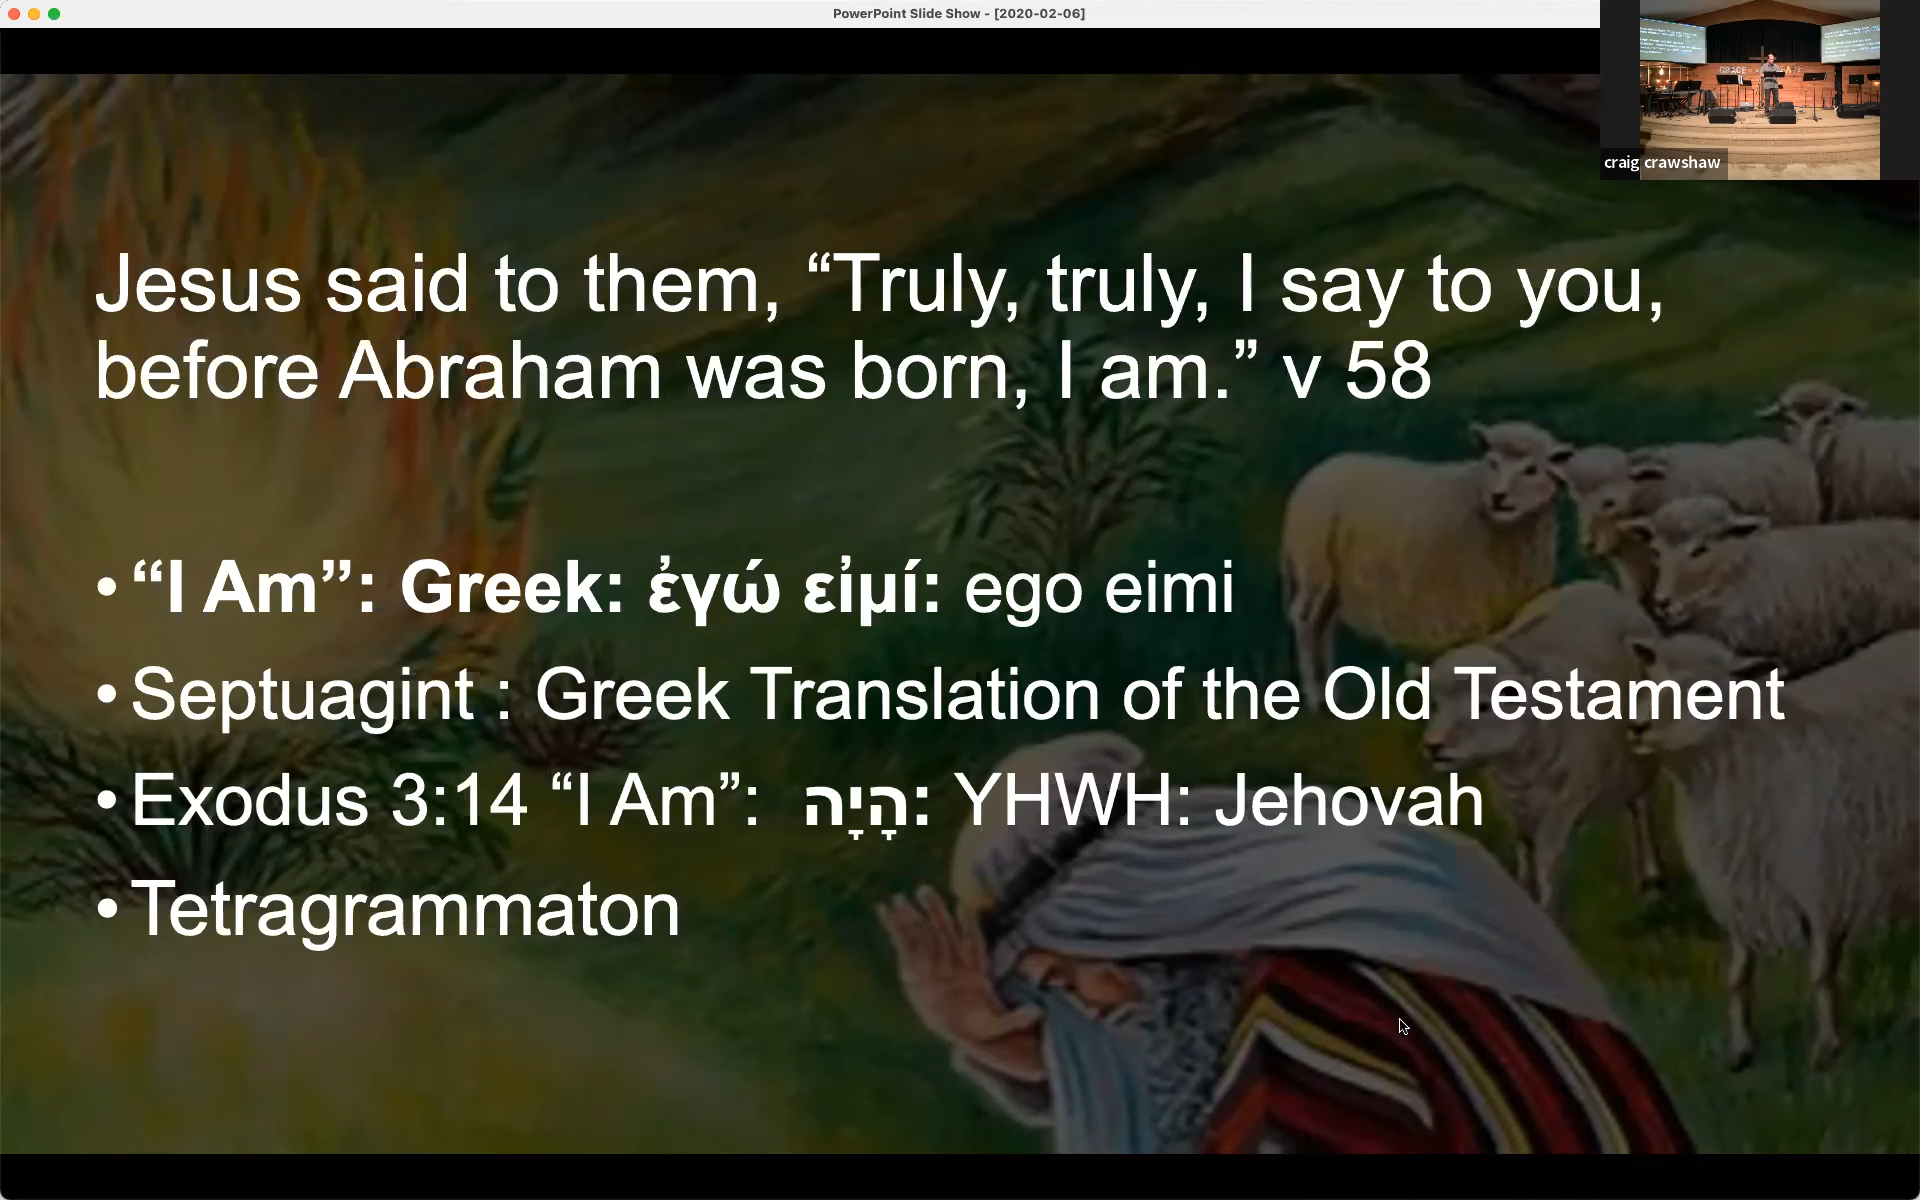 PowerPoint Slide Show - [2020-02-06]
craig crawshaw
Jesus said to them, “Truly, truly, I say to you,
before Abraham was born, I am.” v 58
• “I Am”: Greek: ἐγώ εἰμί: ego eimi
• Septuagint : Greek Translation of the Old Testament
• Exodus 3:14 “I Am”: הָיָה: YHWH: Jehovah
• Tetragrammaton